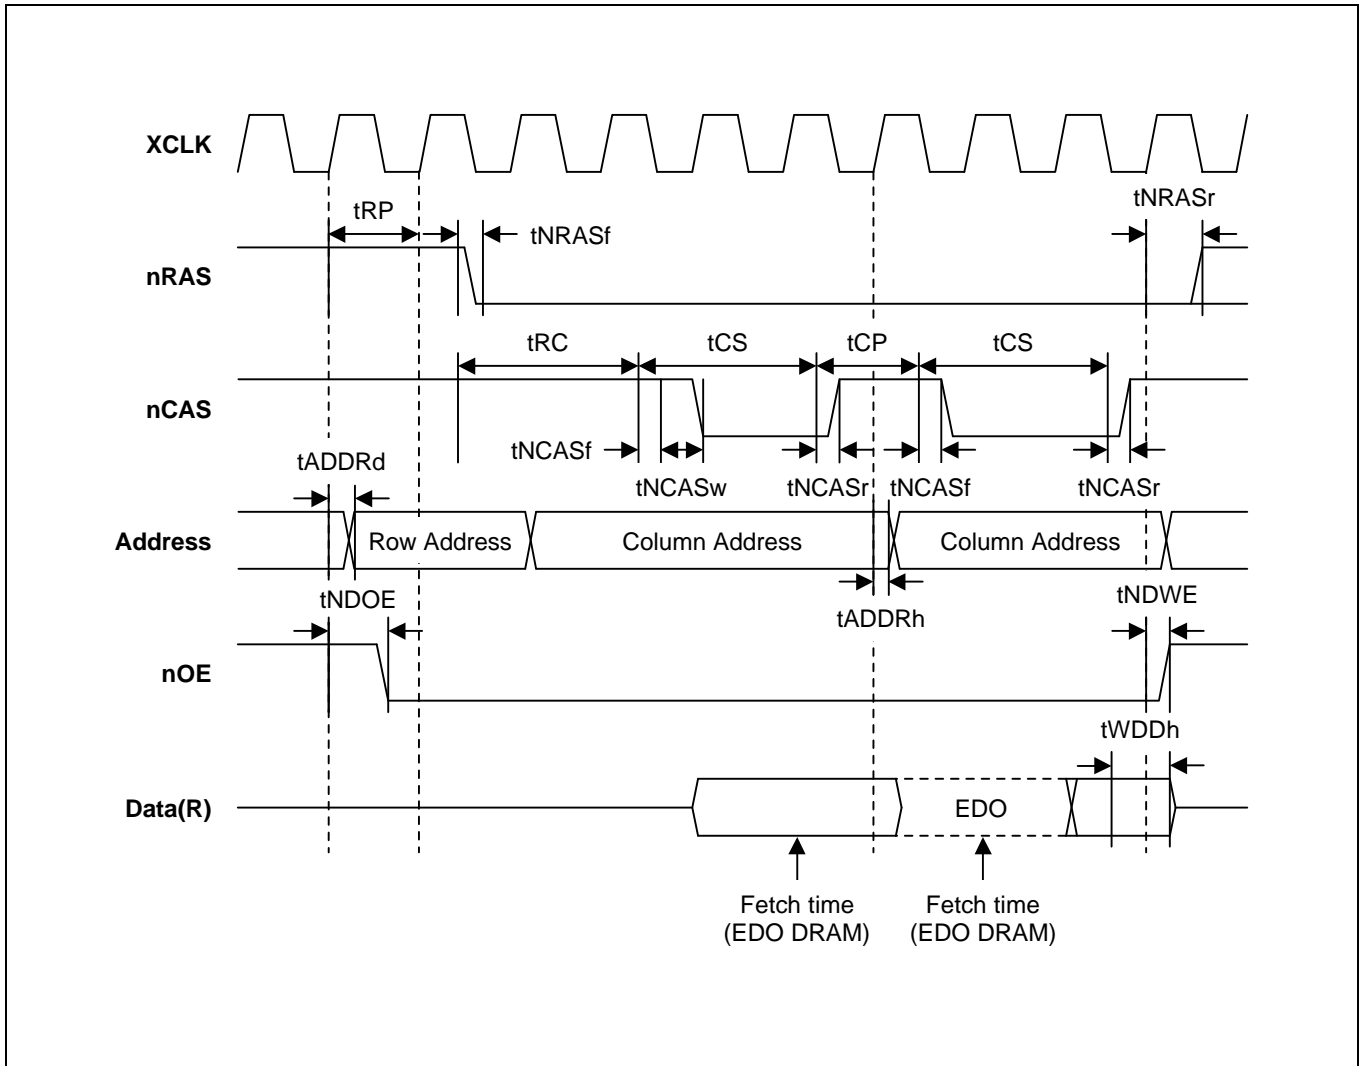 XCLK
tNRASr
tRP
tNRASf
nRAS
tRC
tCS
tCP
tCS
nCAS
tNCASf
tADDRd
tNCASw
tNCASr
tNCASf
tNCASr
Address
Row Address
Column Address
Column Address
tNDOE
tNDWE
tADDRh
nOE
tWDDh
Data(R)
EDO
Fetch time
(EDO DRAM)
Fetch time
(EDO DRAM)